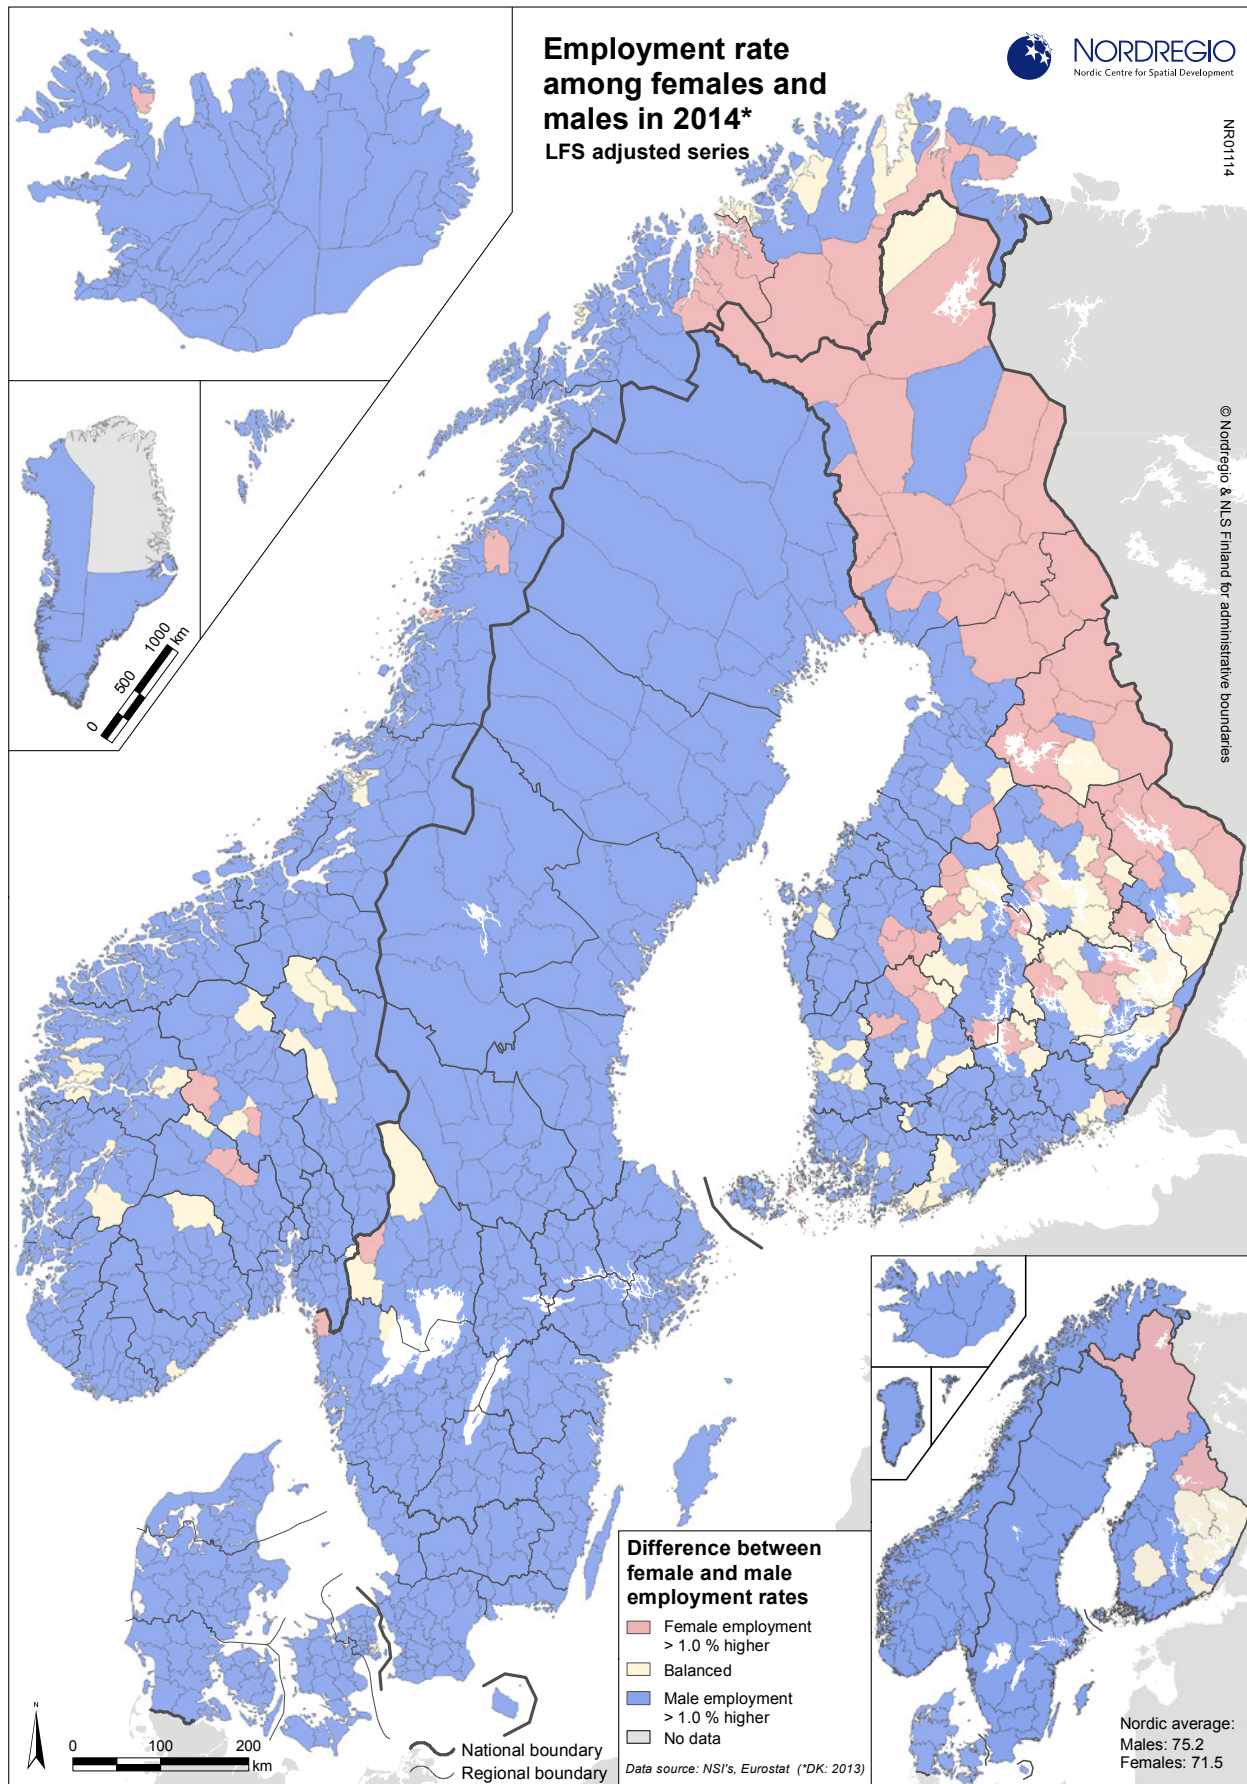 Employment rate
among females and
males in 2014*
LFS adjusted series
NORDREGIO
Nordic Centre for Spatial Development
NR01114
© Nordregio & NLS Finland for administrative boundaries
0
500
1000
km
Difference between
female and male
employment rates
Female employment
> 1.0 % higher
Balanced
Male employment
> 1.0 % higher
No data
Data source: NSI's, Eurostat (*DK: 2013)
N
0
100
200
km
National boundary
Regional boundary
Nordic average:
Males: 75.2
Females: 71.5